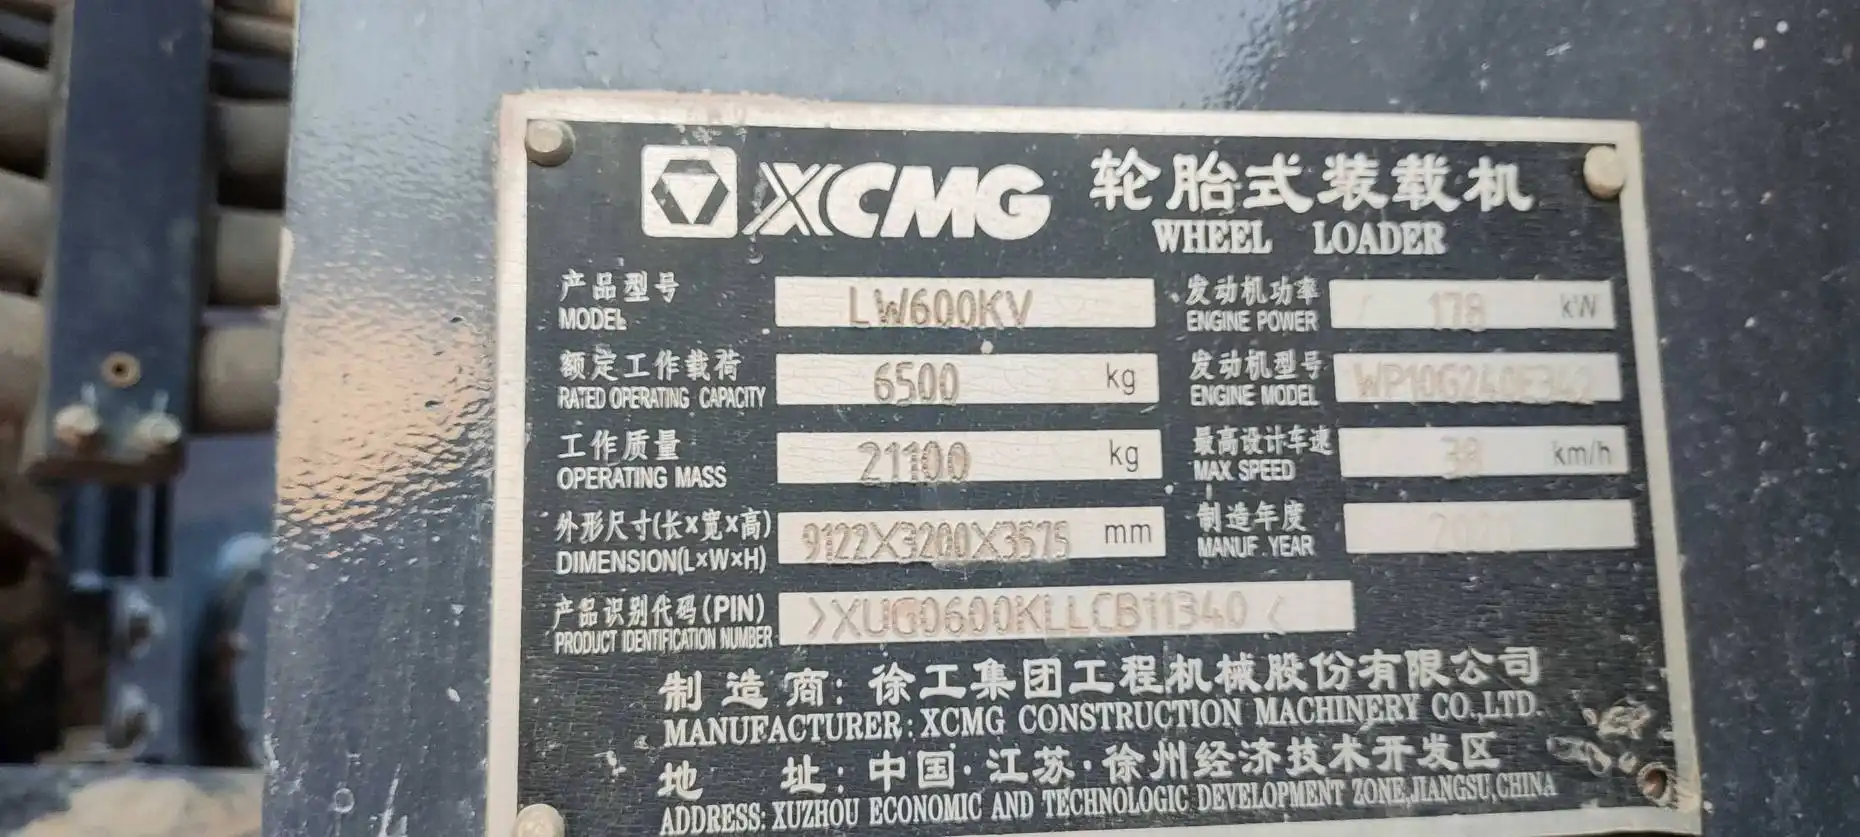 XCMG 轮胎式装载机
WHEEL LOADER
产品型号 LW600KV 发动机功率 178 kW
MODEL ENGINE POWER
额定工作载荷 6500 kg 发动机型号
RATED OPERATING CAPACITY ENGINE MODEL
工作质量 21100 kg 最高设计车速 38 km/h
OPERATING MASS MAX SPEED
外形尺寸(长×宽×高) 9122X3200X3575 mm 制造年度
DIMENSION(L×W×H) MANUF.YEAR
产品识别代码(PIN) >XUG0600KLLCB11340<
PRODUCT IDENTIFICATION NUMBER
制造商:徐工集团工程机械股份有限公司
MANUFACTURER:XCMG CONSTRUCTION MACHINERY CO.,LTD.
地址:中国·江苏·徐州经济技术开发区
ADDRESS: XUZHOU ECONOMIC AND TECHNOLOGIC DEVELOPMENT ZONE,JIANGSU,CHINA